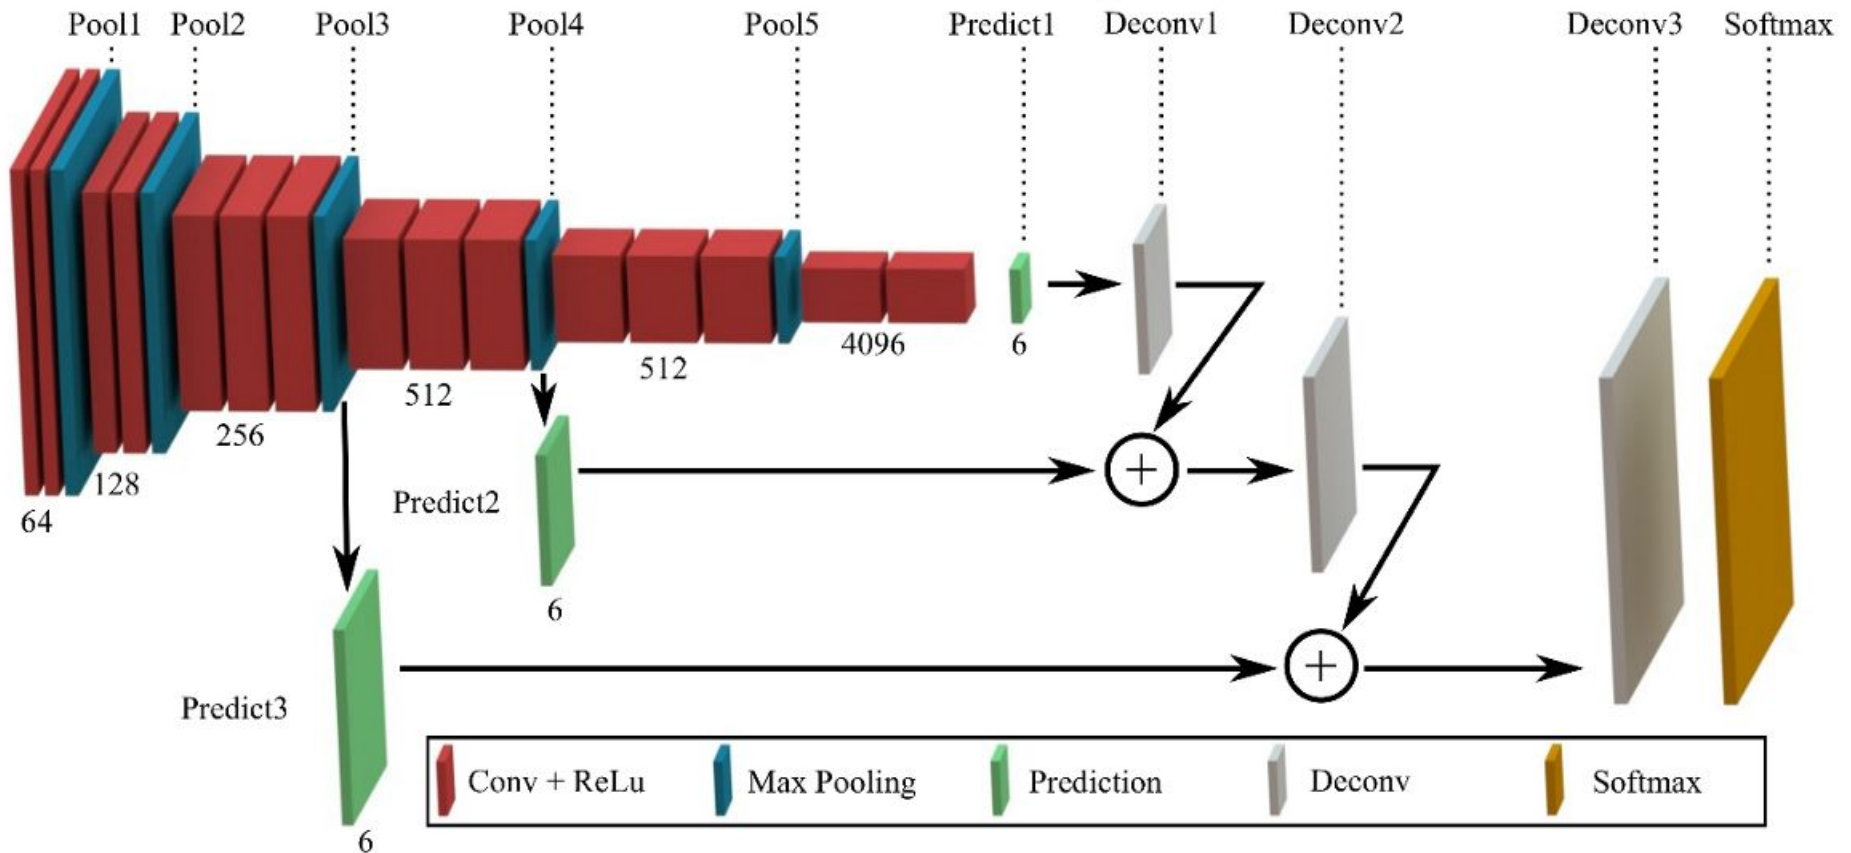 Pool1 Pool2 Pool3 Pool4 Pool5 Predict1 Deconv1 Deconv2 Deconv3 Softmax
64
128
256
512
512
4096
6
Predict2
6
Predict3
6
+
+
Conv + ReLu Max Pooling Prediction Deconv Softmax